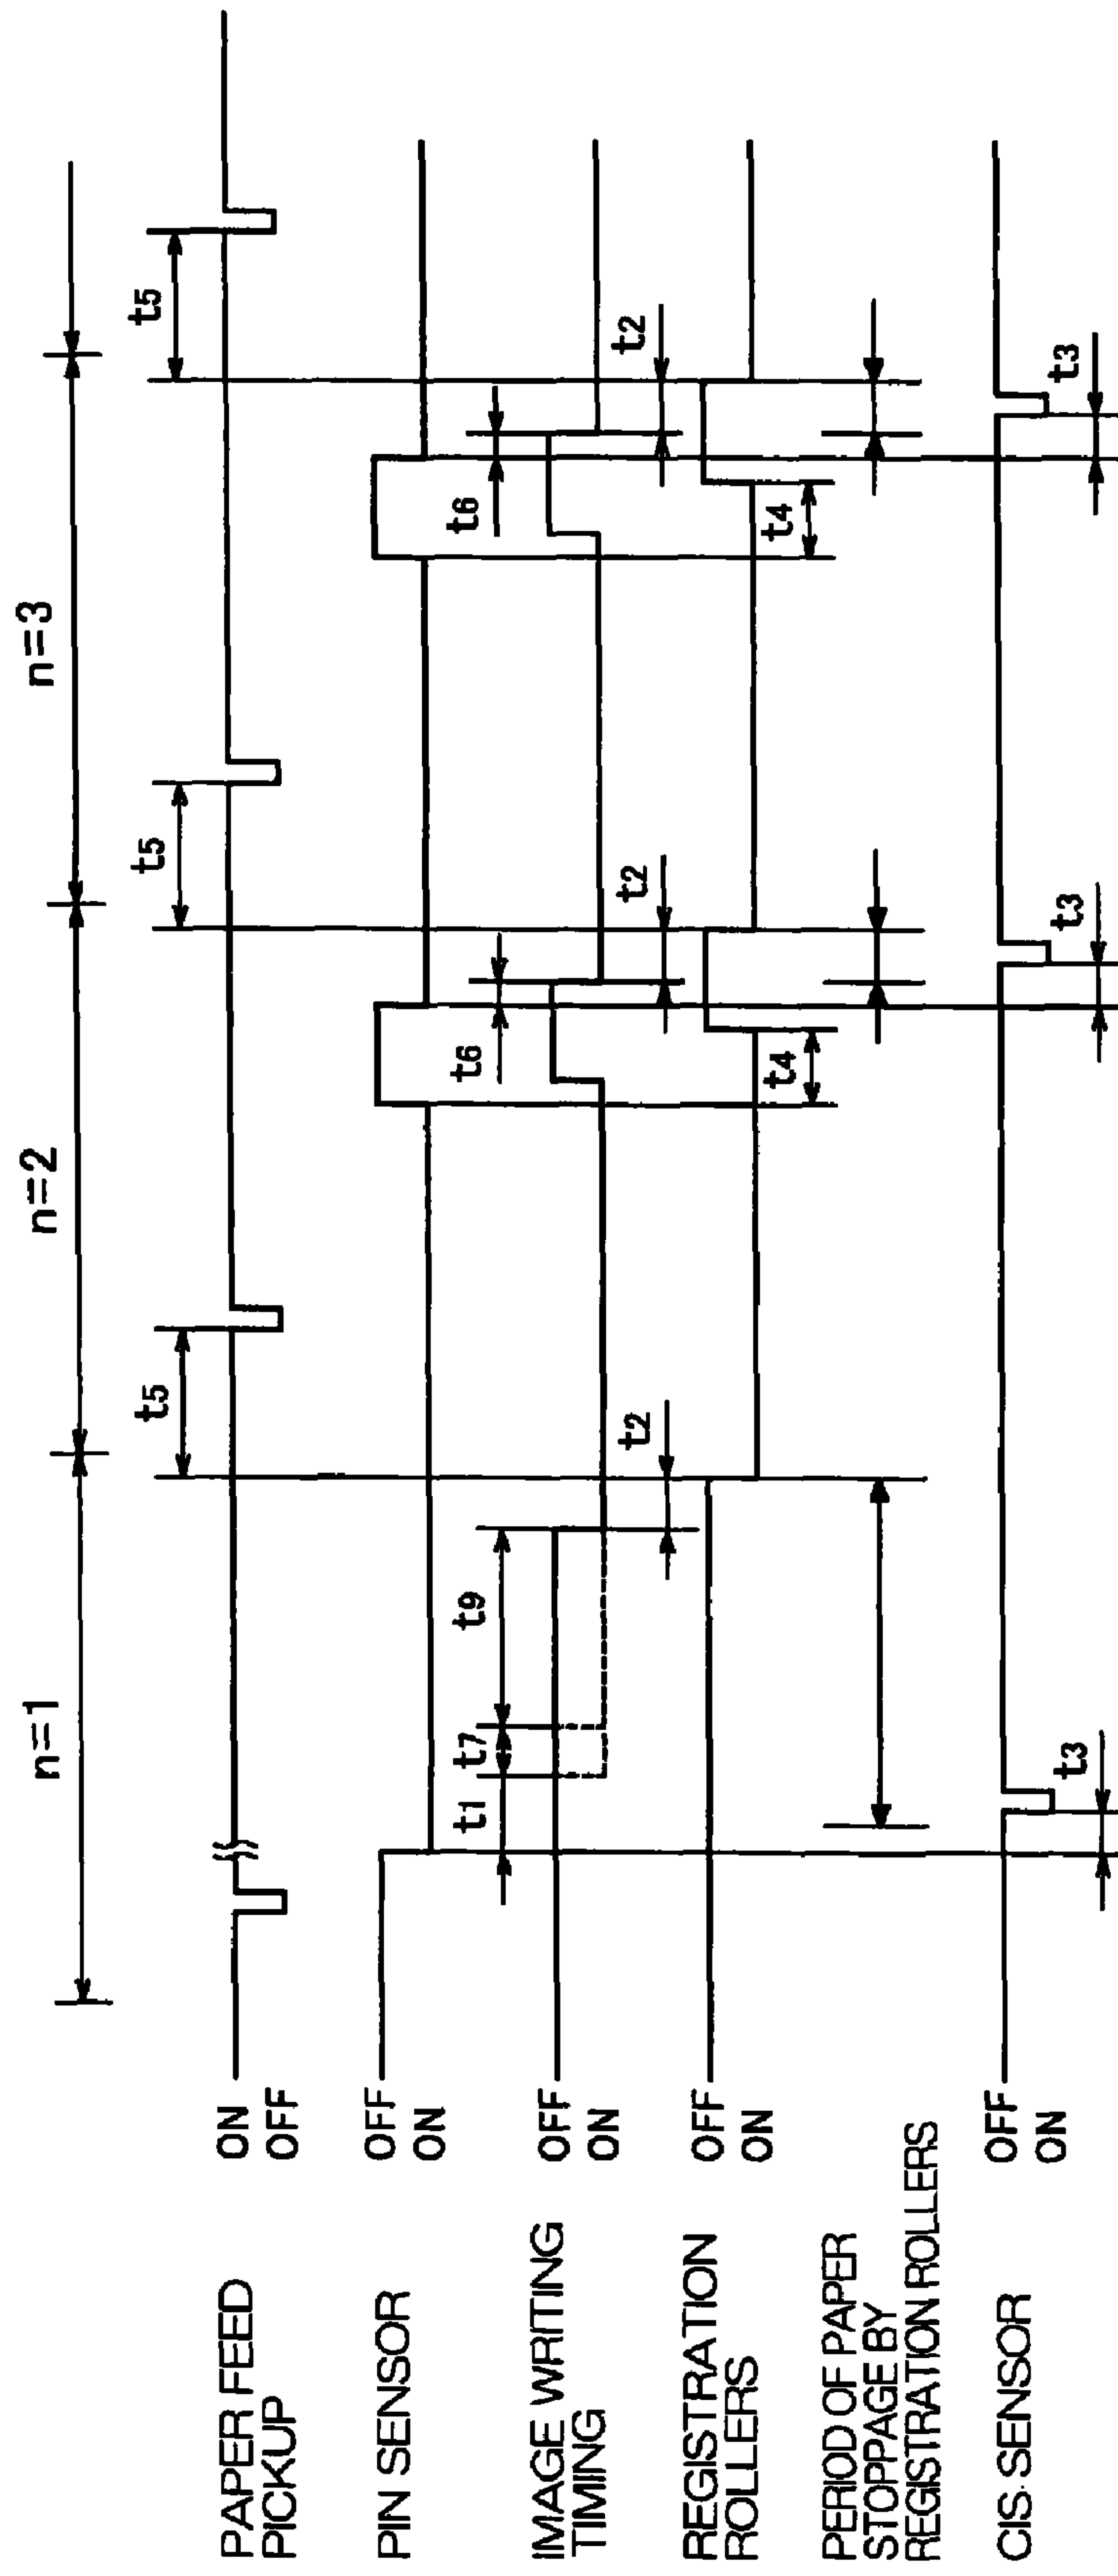 n=1
n=2
n=3
PAPER FEED
PICKUP
ON
OFF
t5
t5
t5
PIN SENSOR
OFF
ON
IMAGE WRITING
TIMING
OFF
ON
t1
t7
t9
t2
t6
t2
t6
t2
REGISTRATION
ROLLERS
OFF
ON
t4
t4
PERIOD OF PAPER
STOPPAGE BY
REGISTRATION ROLLERS
CIS·SENSOR
OFF
ON
t3
t3
t3